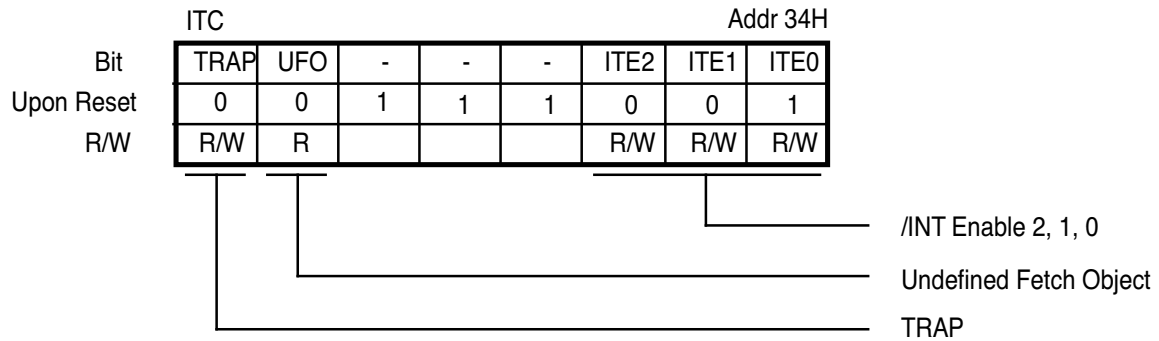 ITC Addr 34H
Bit TRAP UFO - - - ITE2 ITE1 ITE0
Upon Reset 0 0 1 1 1 0 0 1
R/W R/W R R/W R/W R/W
/INT Enable 2, 1, 0
Undefined Fetch Object
TRAP